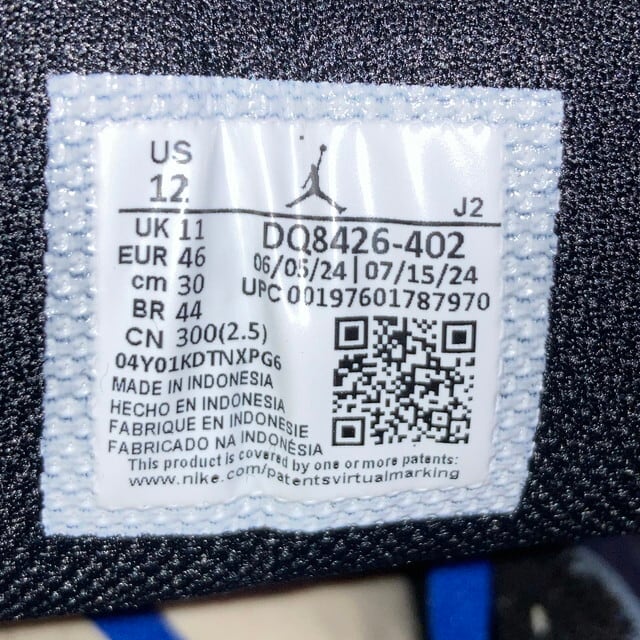 US
12
J2
UK 11
EUR 46
cm 30
BR 44
CN 300(2.5)
DQ8426-402
06/05/24 | 07/15/24
UPC 00197601787970
04Y01KDTNXPG6
MADE IN INDONESIA
HECHO EN INDONESIA
FABRIQUE EN INDONESIE
FABRICADO NA INDONÉSIA
This product is covered by one or more patents:
www.nike.com/patentsvirtualmarking